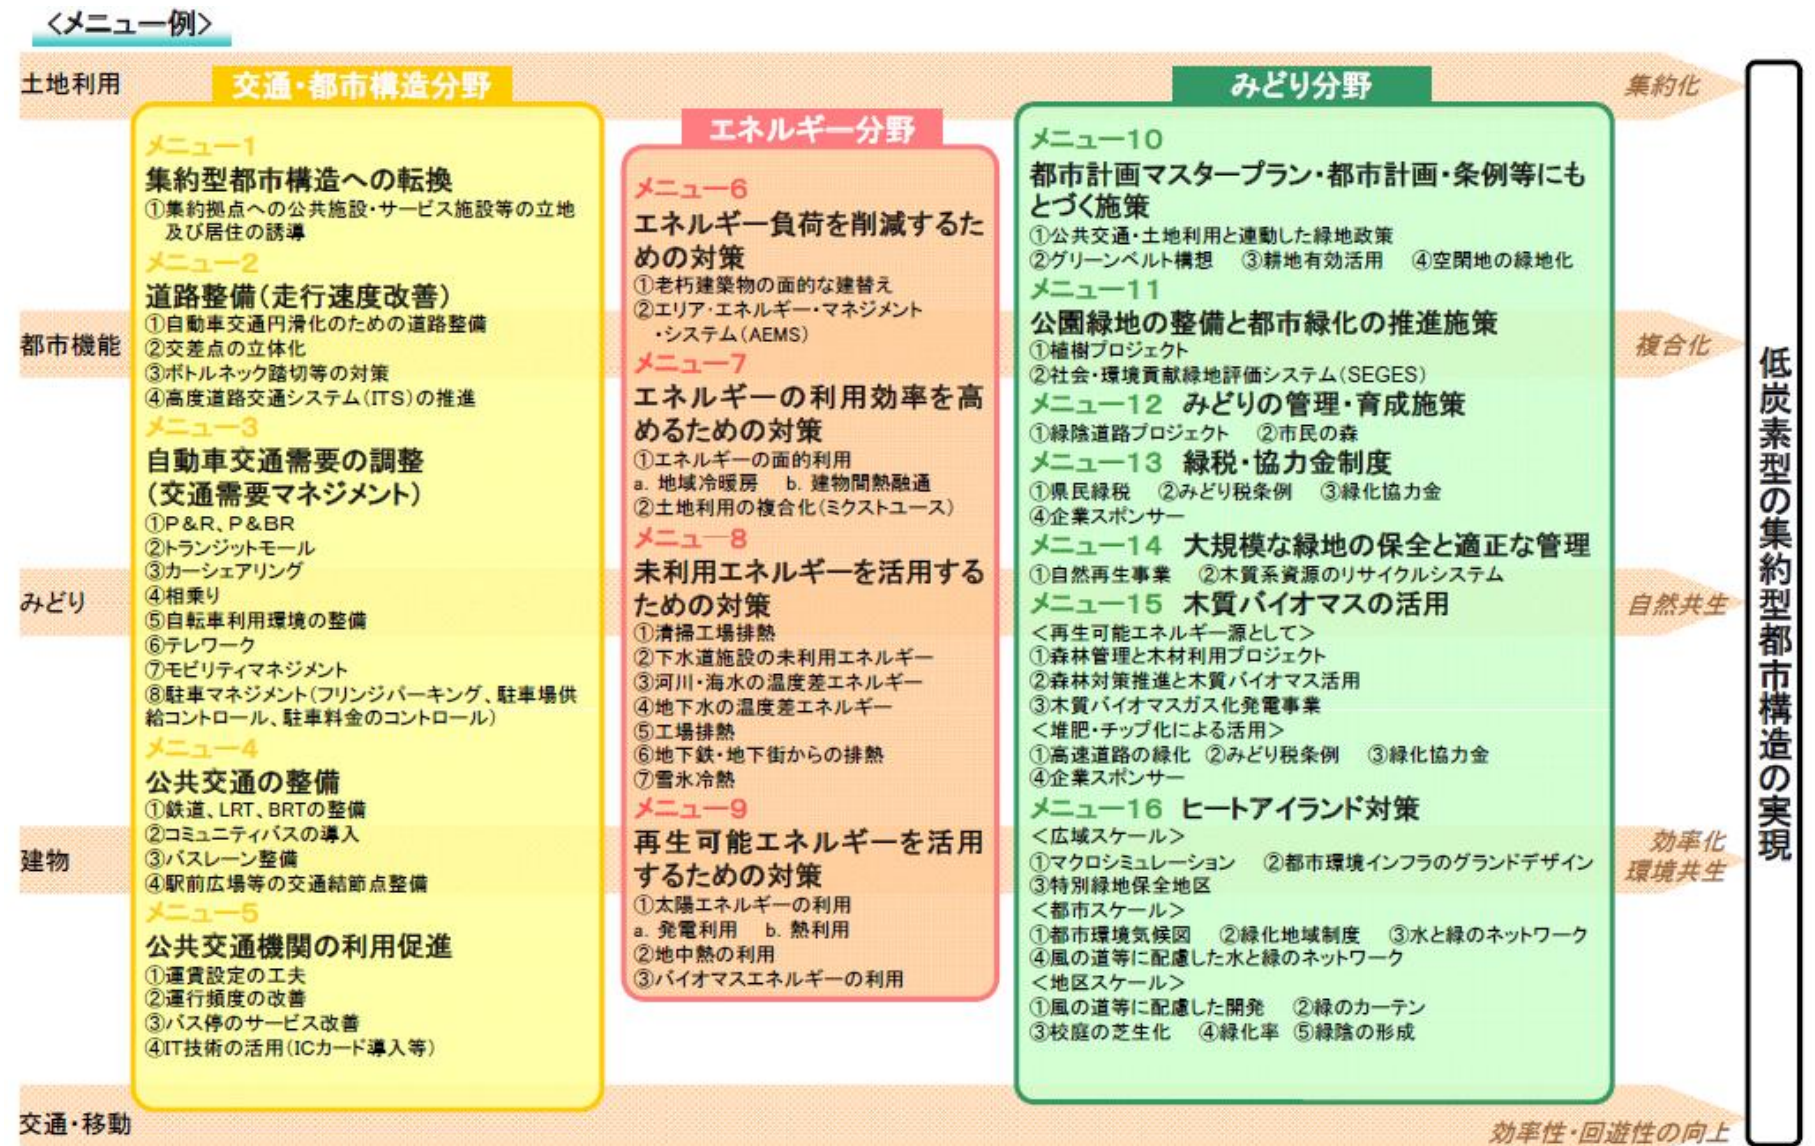 <メニュー例>
土地利用
都市機能
みどり
建物
交通・移動
交通・都市構造分野
メニュー1
集約型都市構造への転換
①集約拠点への公共施設・サービス施設等の立地
及び居住の誘導
メニュー2
道路整備(走行速度改善)
①自動車交通円滑化のための道路整備
②交差点の立体化
③ボトルネック踏切等の対策
④高度道路交通システム(ITS)の推進
メニュー3
自動車交通需要の調整
(交通需要マネジメント)
①P&R、P&BR
②トランジットモール
③カーシェアリング
④相乗り
⑤自転車利用環境の整備
⑥テレワーク
⑦モビリティマネジメント
⑧駐車マネジメント(フリンジパーキング、駐車場供
給コントロール、駐車料金のコントロール)
メニュー4
公共交通の整備
①鉄道、LRT、BRTの整備
②コミュニティバスの導入
③バスレーン整備
④駅前広場等の交通結節点整備
メニュー5
公共交通機関の利用促進
①運賃設定の工夫
②運行頻度の改善
③バス停のサービス改善
④IT技術の活用(ICカード導入等)
エネルギー分野
メニュー6
エネルギー負荷を削減するた
めの対策
①老朽建築物の面的な建替え
②エリア・エネルギー・マネジメント
・システム(AEMS)
メニュー7
エネルギーの利用効率を高
めるための対策
①エネルギーの面的利用
a. 地域冷暖房 b. 建物間熱融通
②土地利用の複合化(ミクストユース)
メニュー8
未利用エネルギーを活用する
ための対策
①清掃工場排熱
②下水道施設の未利用エネルギー
③河川・海水の温度差エネルギー
④地下水の温度差エネルギー
⑤工場排熱
⑥地下鉄・地下街からの排熱
⑦雪氷冷熱
メニュー9
再生可能エネルギーを活用
するための対策
①太陽エネルギーの利用
a. 発電利用 b. 熱利用
②地中熱の利用
③バイオマスエネルギーの利用
みどり分野
メニュー10
都市計画マスタープラン・都市計画・条例等にも
とづく施策
①公共交通・土地利用と連動した緑地政策
②グリーンベルト構想 ③耕地有効活用 ④空閑地の緑地化
メニュー11
公園緑地の整備と都市緑化の推進施策
①植樹プロジェクト
②社会・環境貢献緑地評価システム(SEGES)
メニュー12 みどりの管理・育成施策
①緑陰道路プロジェクト ②市民の森
メニュー13 緑税・協力金制度
①県民緑税 ②みどり税条例 ③緑化協力金
④企業スポンサー
メニュー14 大規模な緑地の保全と適正な管理
①自然再生事業 ②木質系資源のリサイクルシステム
メニュー15 木質バイオマスの活用
<再生可能エネルギー源として>
①森林管理と木材利用プロジェクト
②森林対策推進と木質バイオマス活用
③木質バイオマスガス化発電事業
<堆肥・チップ化による活用>
①高速道路の緑化 ②みどり税条例 ③緑化協力金
④企業スポンサー
メニュー16 ヒートアイランド対策
<広域スケール>
①マクロシミュレーション ②都市環境インフラのグランドデザイン
③特別緑地保全地区
<都市スケール>
①都市環境気候図 ②緑化地域制度 ③水と緑のネットワーク
④風の道等に配慮した水と緑のネットワーク
<地区スケール>
①風の道等に配慮した開発 ②緑のカーテン
③校庭の芝生化 ④緑化率 ⑤緑陰の形成
集約化
複合化
自然共生
効率化
環境共生
効率性・回遊性の向上
低炭素型の集約型都市構造の実現